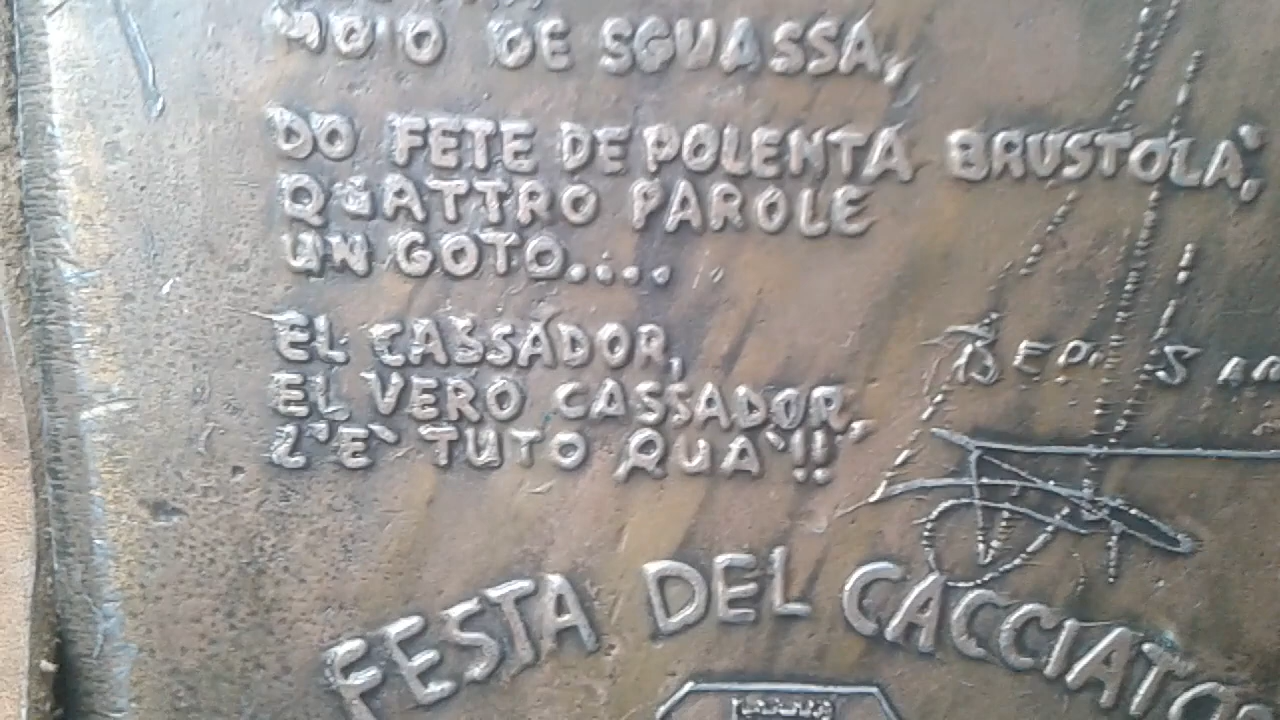 DE SGUASSA,
DO FETE DE POLENTA BRUSTOLA',
QUATTRO PAROLE
UN GOTO....
EL CASSADOR,
EL VERO CASSADOR,
L'E' TUTO QUA'!!
FESTA DEL CACCIATO